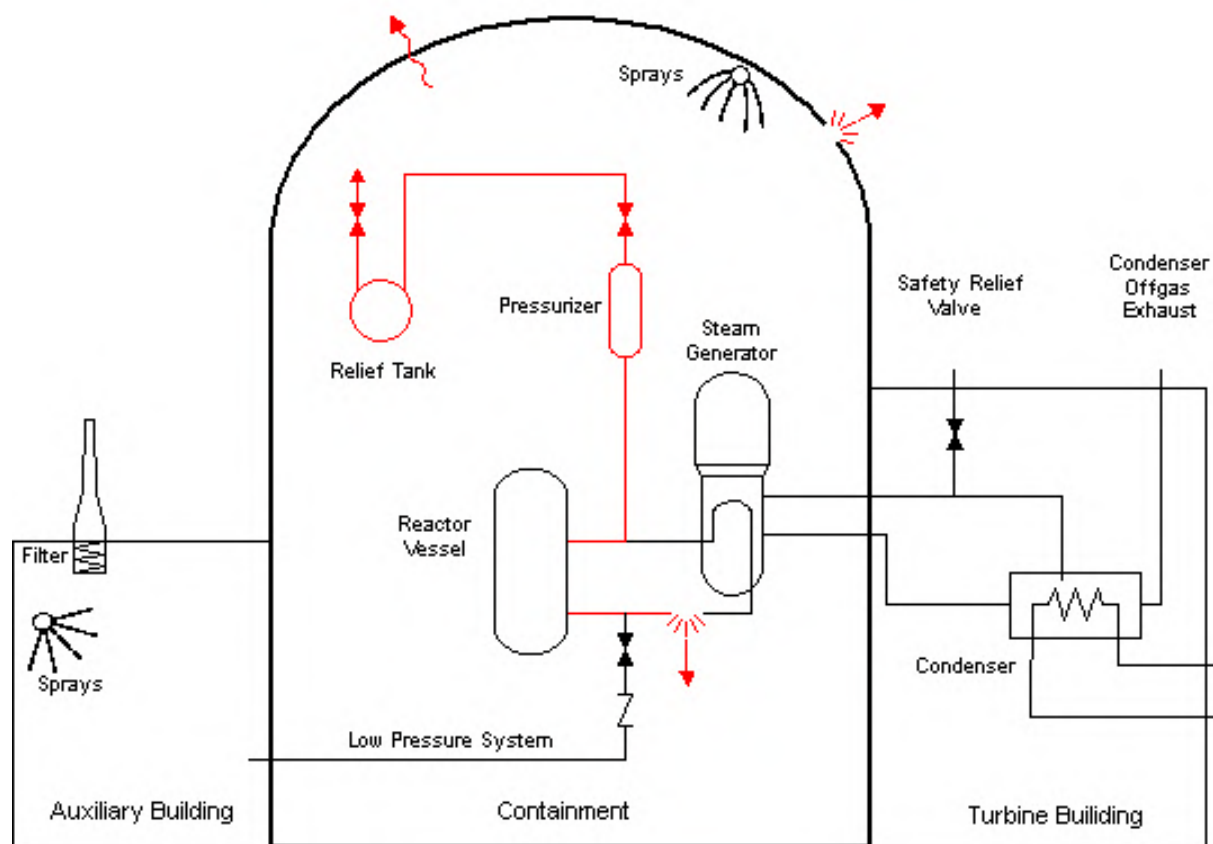 Sprays
Safety Relief
Valve
Condenser
Offgas
Exhaust
Pressurizer
Steam
Generator
Relief Tank
Reactor
Vessel
Filter
Sprays
Condenser
Low Pressure System
Auxiliary Building
Containment
Turbine Builiding